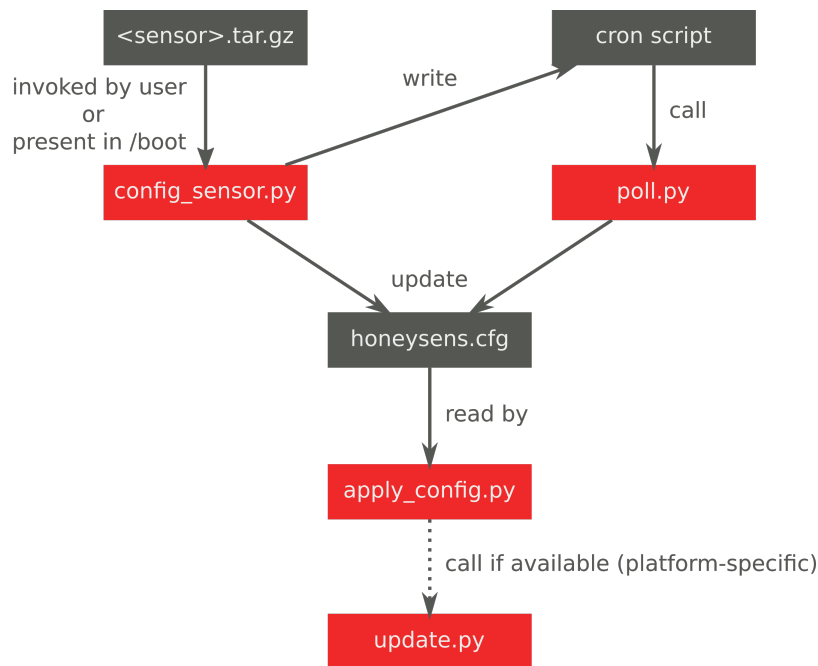 <sensor>.tar.gz
cron script
invoked by user
or
present in /boot
write
call
config_sensor.py
poll.py
update
honeysens.cfg
read by
apply_config.py
call if available (platform-specific)
update.py